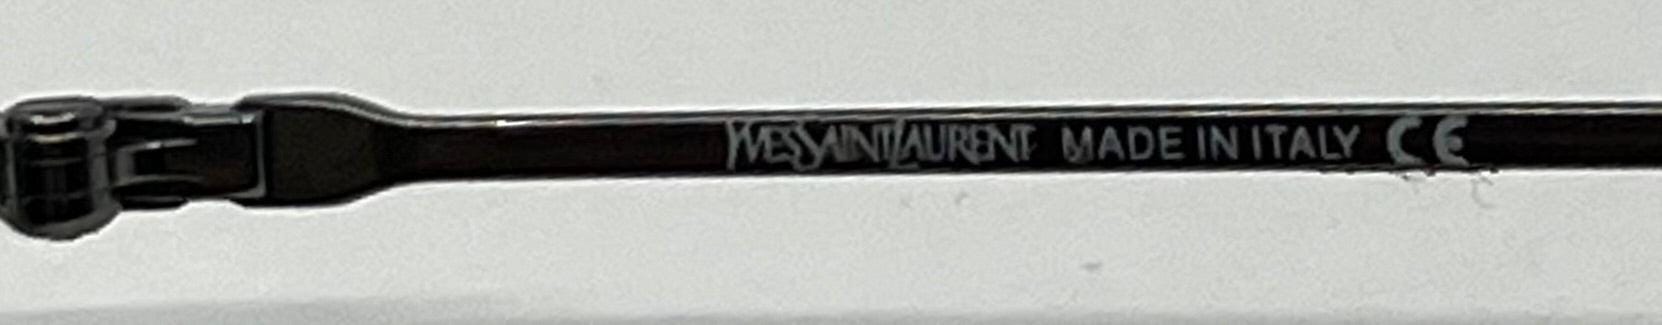 YVESSAINTLAURENT MADE IN ITALY CE